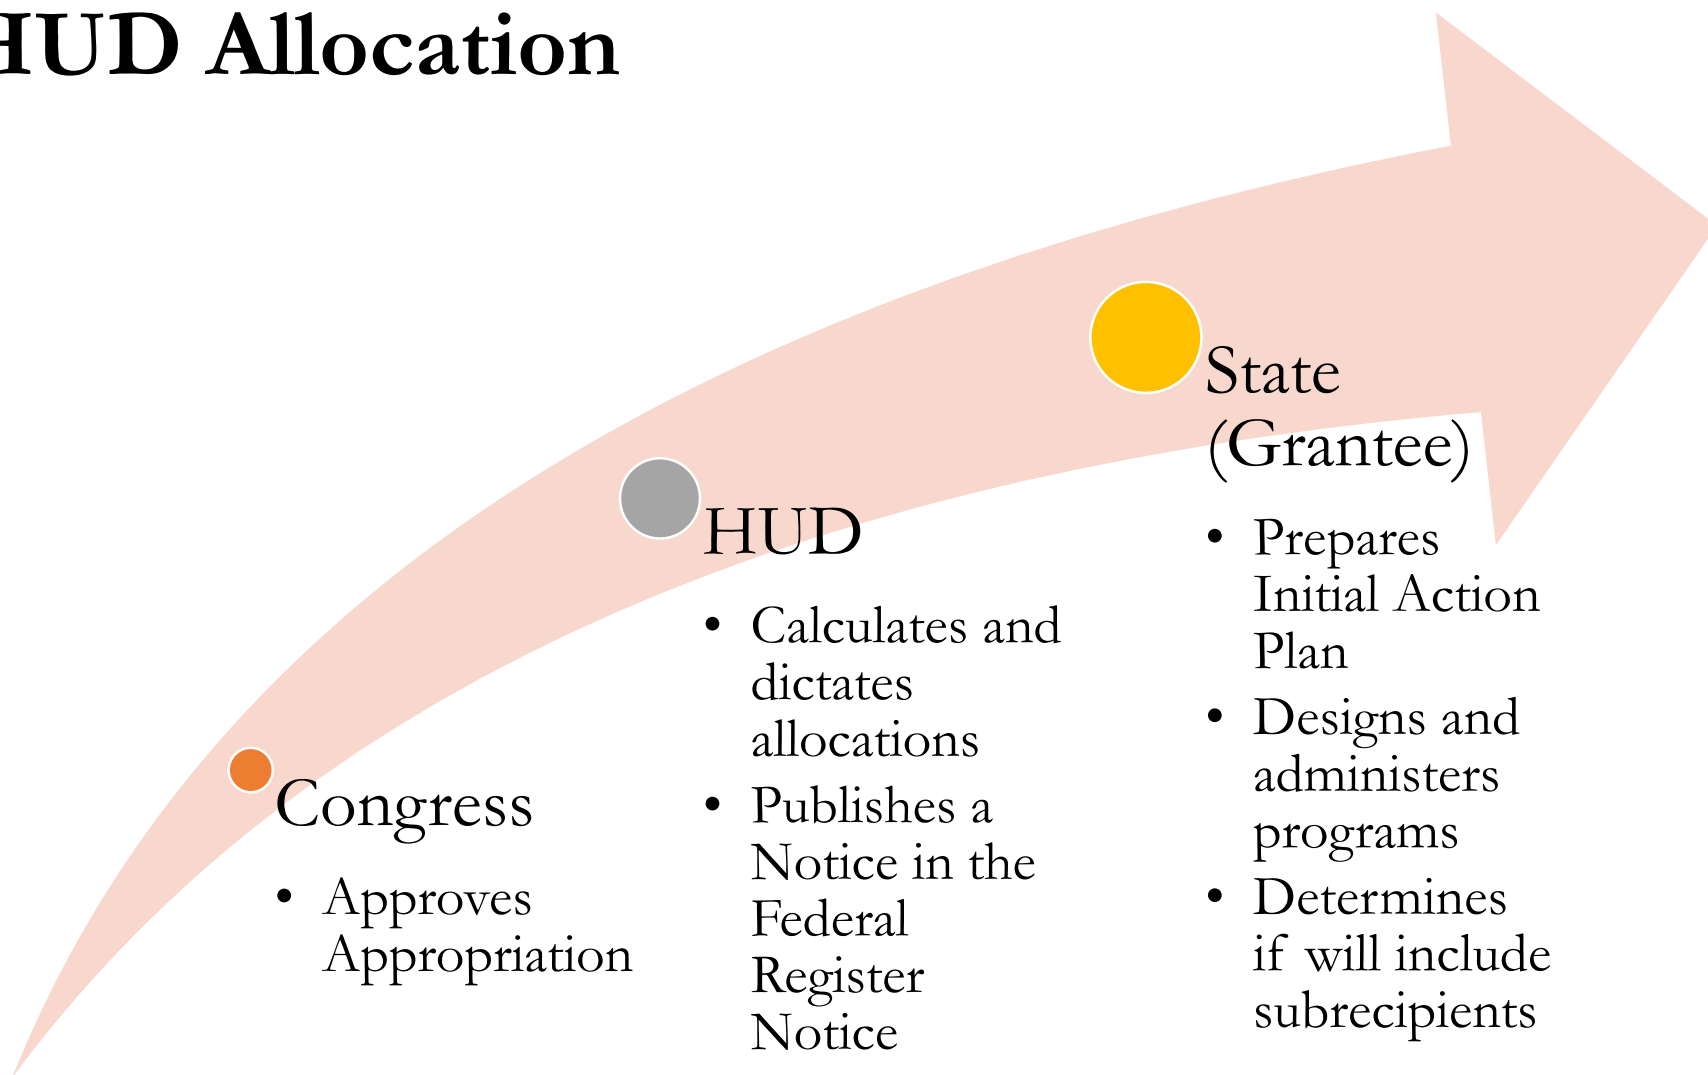 HUD Allocation
Congress
• Approves
Appropriation
HUD
• Calculates and
dictates
allocations
• Publishes a
Notice in the
Federal
Register
Notice
State
(Grantee)
• Prepares
Initial Action
Plan
• Designs and
administers
programs
• Determines
if will include
subrecipients